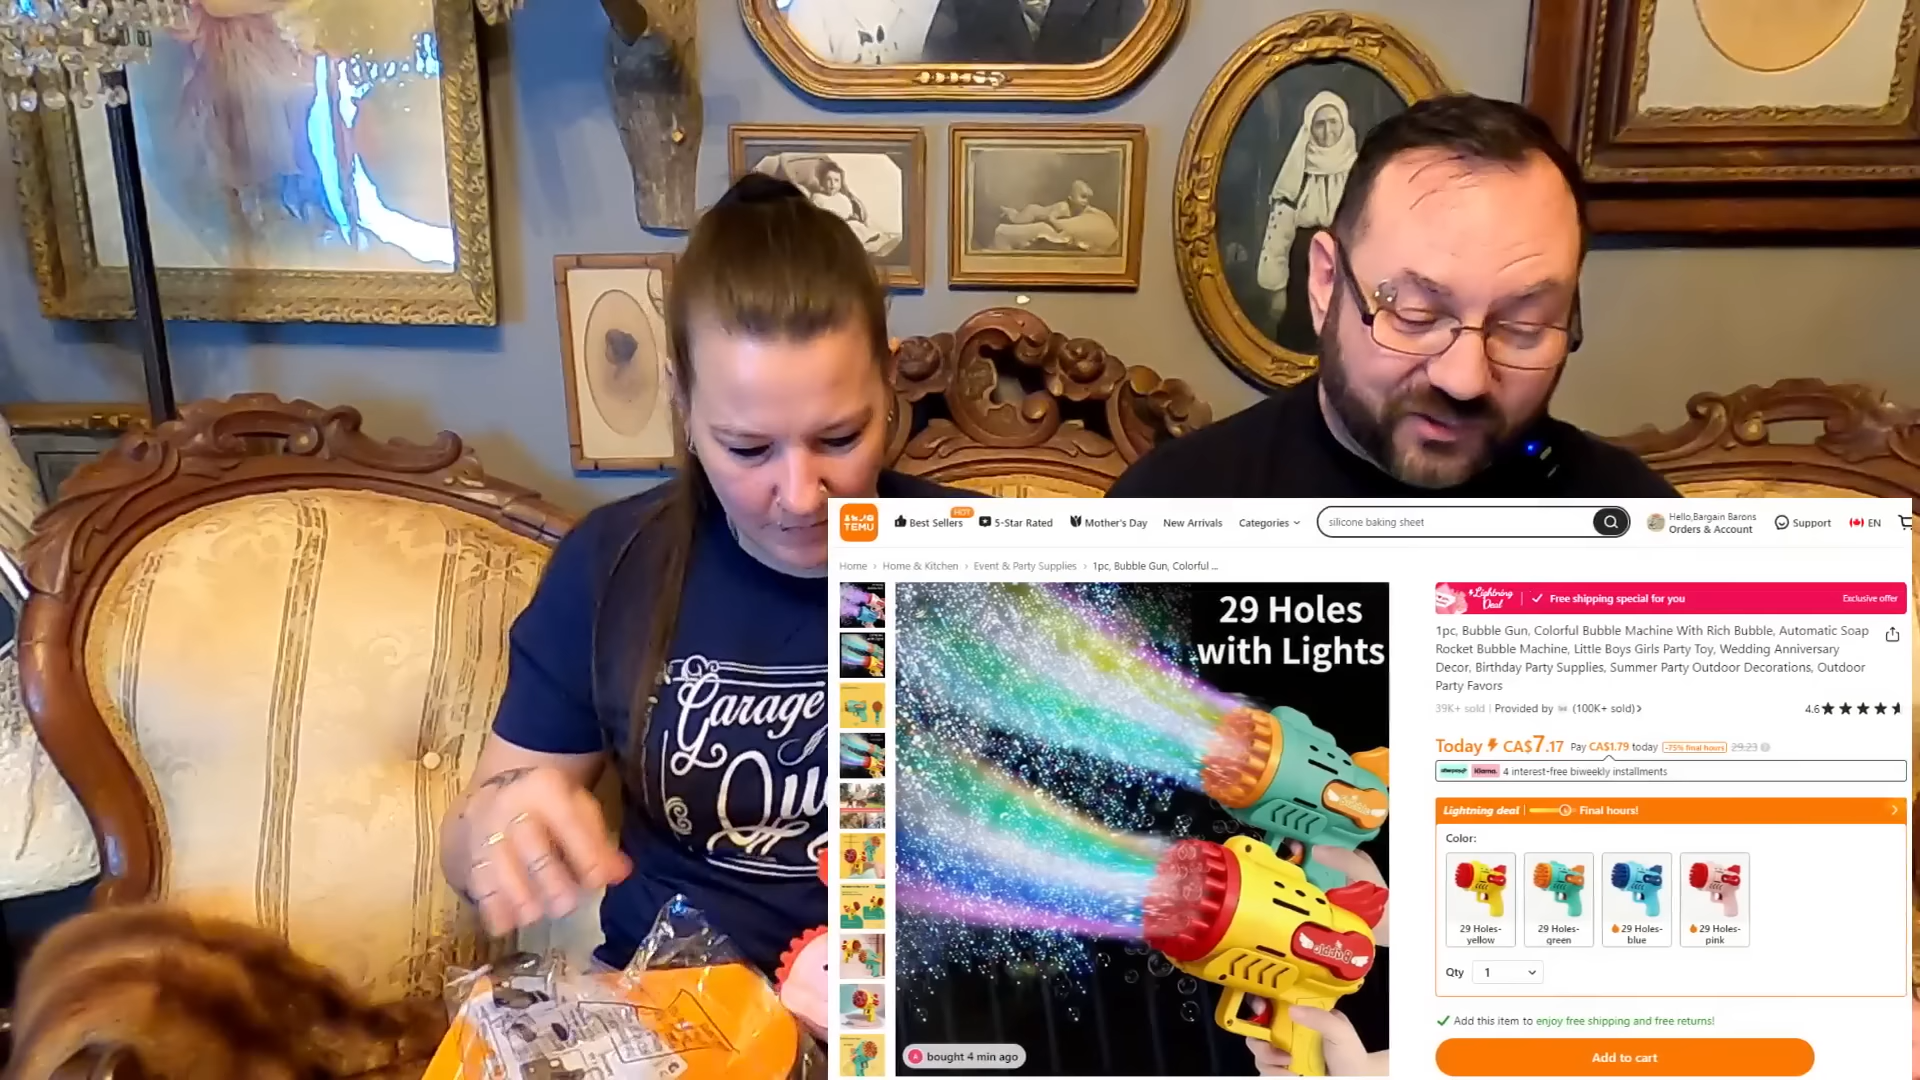 Garage
Qu
TEMU
Best Sellers
HOT
5-Star Rated
Mother's Day
New Arrivals
Categories
silicone baking sheet
Hello,Bargain Barons
Orders & Account
Support
EN
Home › Home & Kitchen › Event & Party Supplies › 1pc, Bubble Gun, Colorful ...
29 Holes
with Lights
bought 4 min ago
Lightning
Deal
Free shipping special for you
Exclusive offer
1pc, Bubble Gun, Colorful Bubble Machine With Rich Bubble, Automatic Soap
Rocket Bubble Machine, Little Boys Girls Party Toy, Wedding Anniversary
Decor, Birthday Party Supplies, Summer Party Outdoor Decorations, Outdoor
Party Favors
39K+ sold | Provided by (100K+ sold) ›
4.6
Today CA$7.17 Pay CA$1.79 today -75% final hours 29.23
Klarna. 4 interest-free biweekly installments
Lightning deal | Final hours!
Color:
29 Holes-
yellow
29 Holes-
green
29 Holes-
blue
29 Holes-
pink
Qty 1
Add this item to enjoy free shipping and free returns!
Add to cart